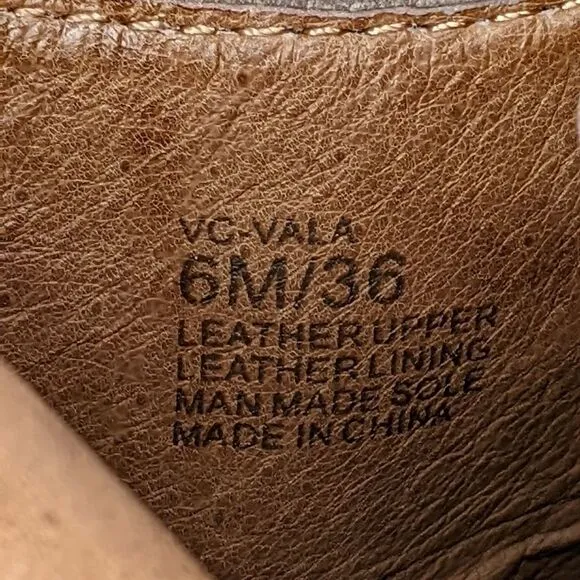 VC-VALA
6M/36
LEATHER UPPER
LEATHER LINING
MAN MADE SOLE
MADE IN CHINA